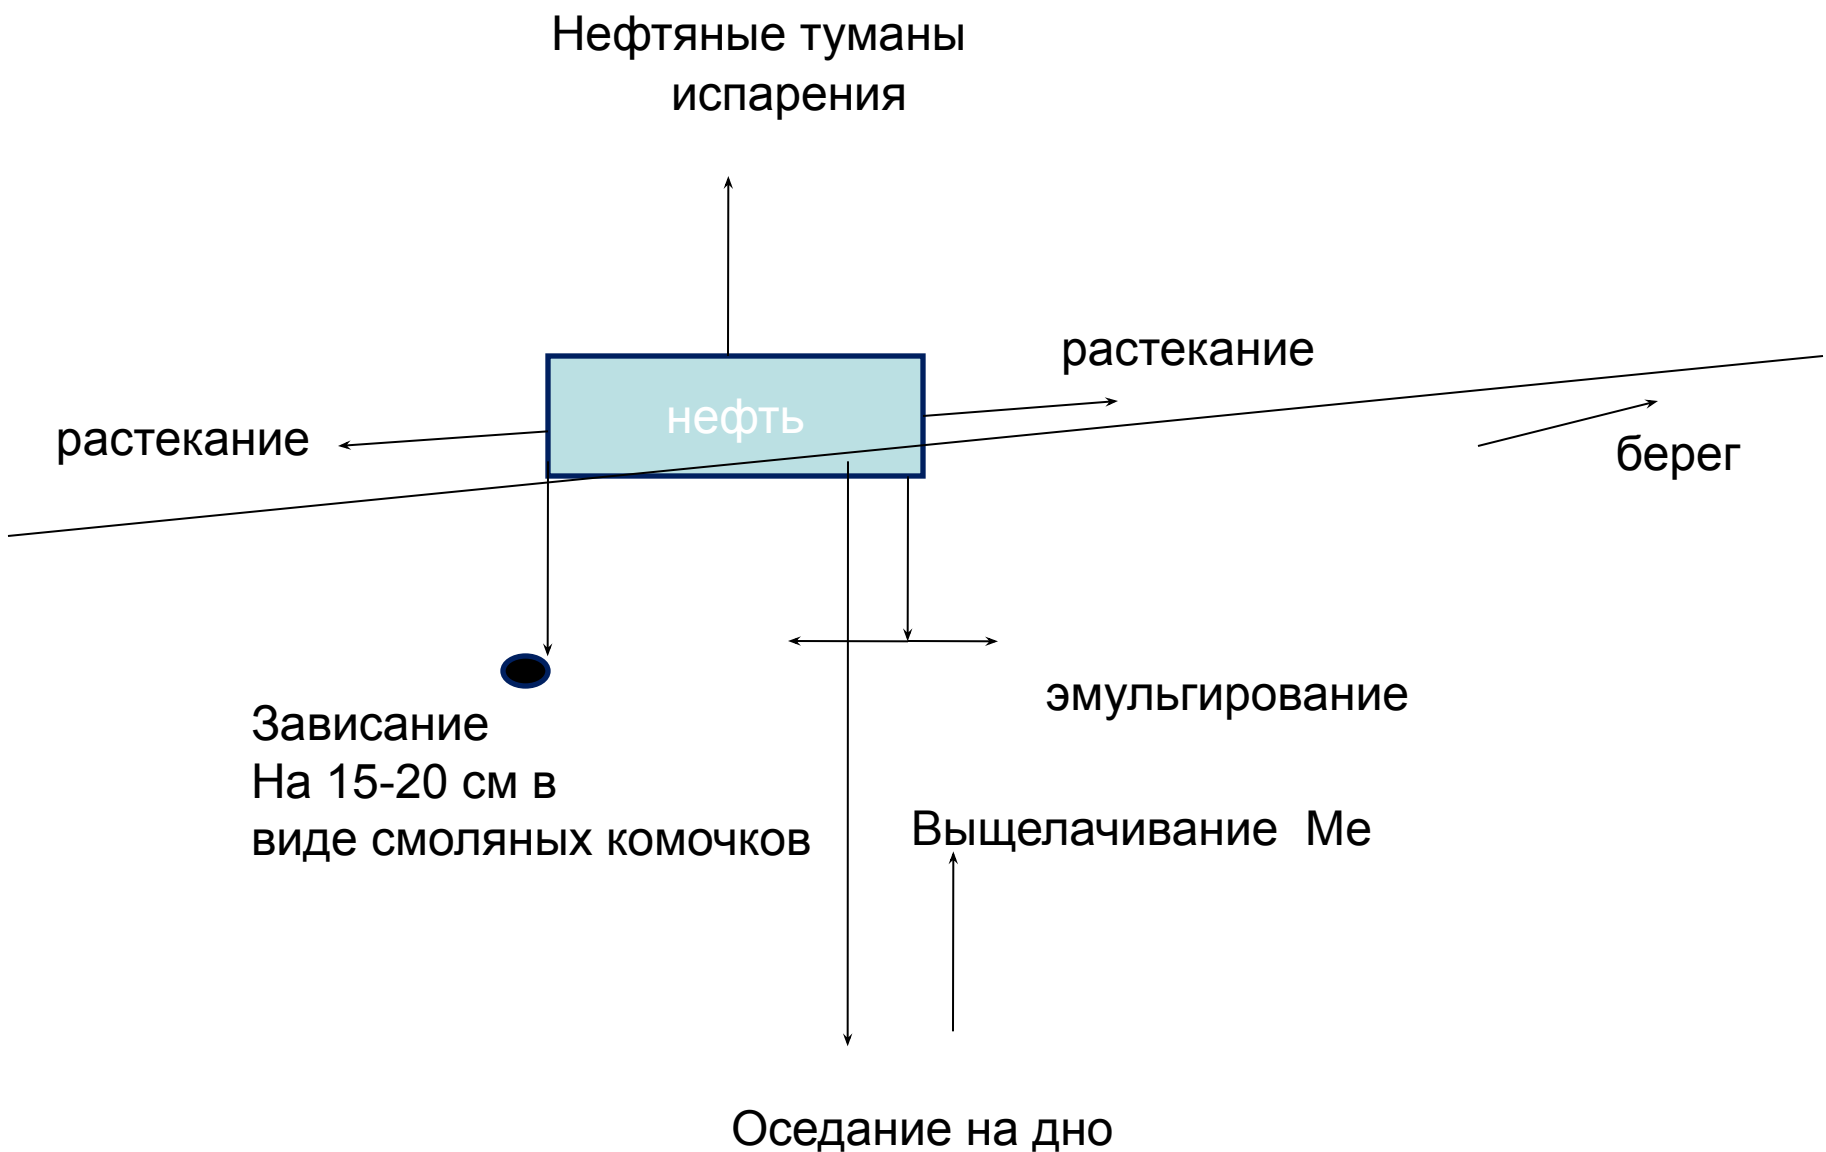 Нефтяные туманы
испарения
растекание
нефть
растекание
берег
эмульгирование
Зависание
На 15-20 см в
виде смоляных комочков
Выщелачивание  Ме
Оседание на дно